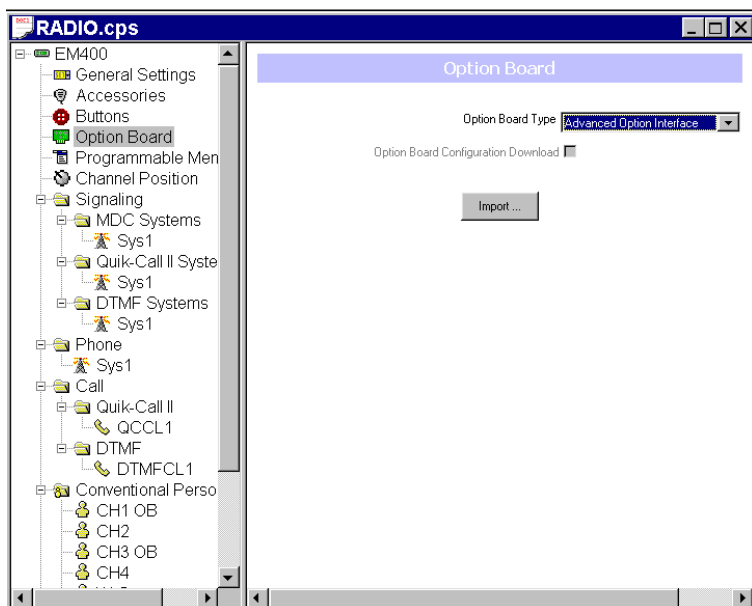 RADIO.cps
EM400
General Settings
Accessories
Buttons
Option Board
Programmable Men
Channel Position
Signaling
MDC Systems
Sys1
Quik-Call II Syste
Sys1
DTMF Systems
Sys1
Phone
Sys1
Call
Quik-Call II
QCCL1
DTMF
DTMFCL1
Conventional Perso
CH1 OB
CH2
CH3 OB
CH4
Option Board
Option Board Type Advanced Option Interface
Option Board Configuration Download
Import ...